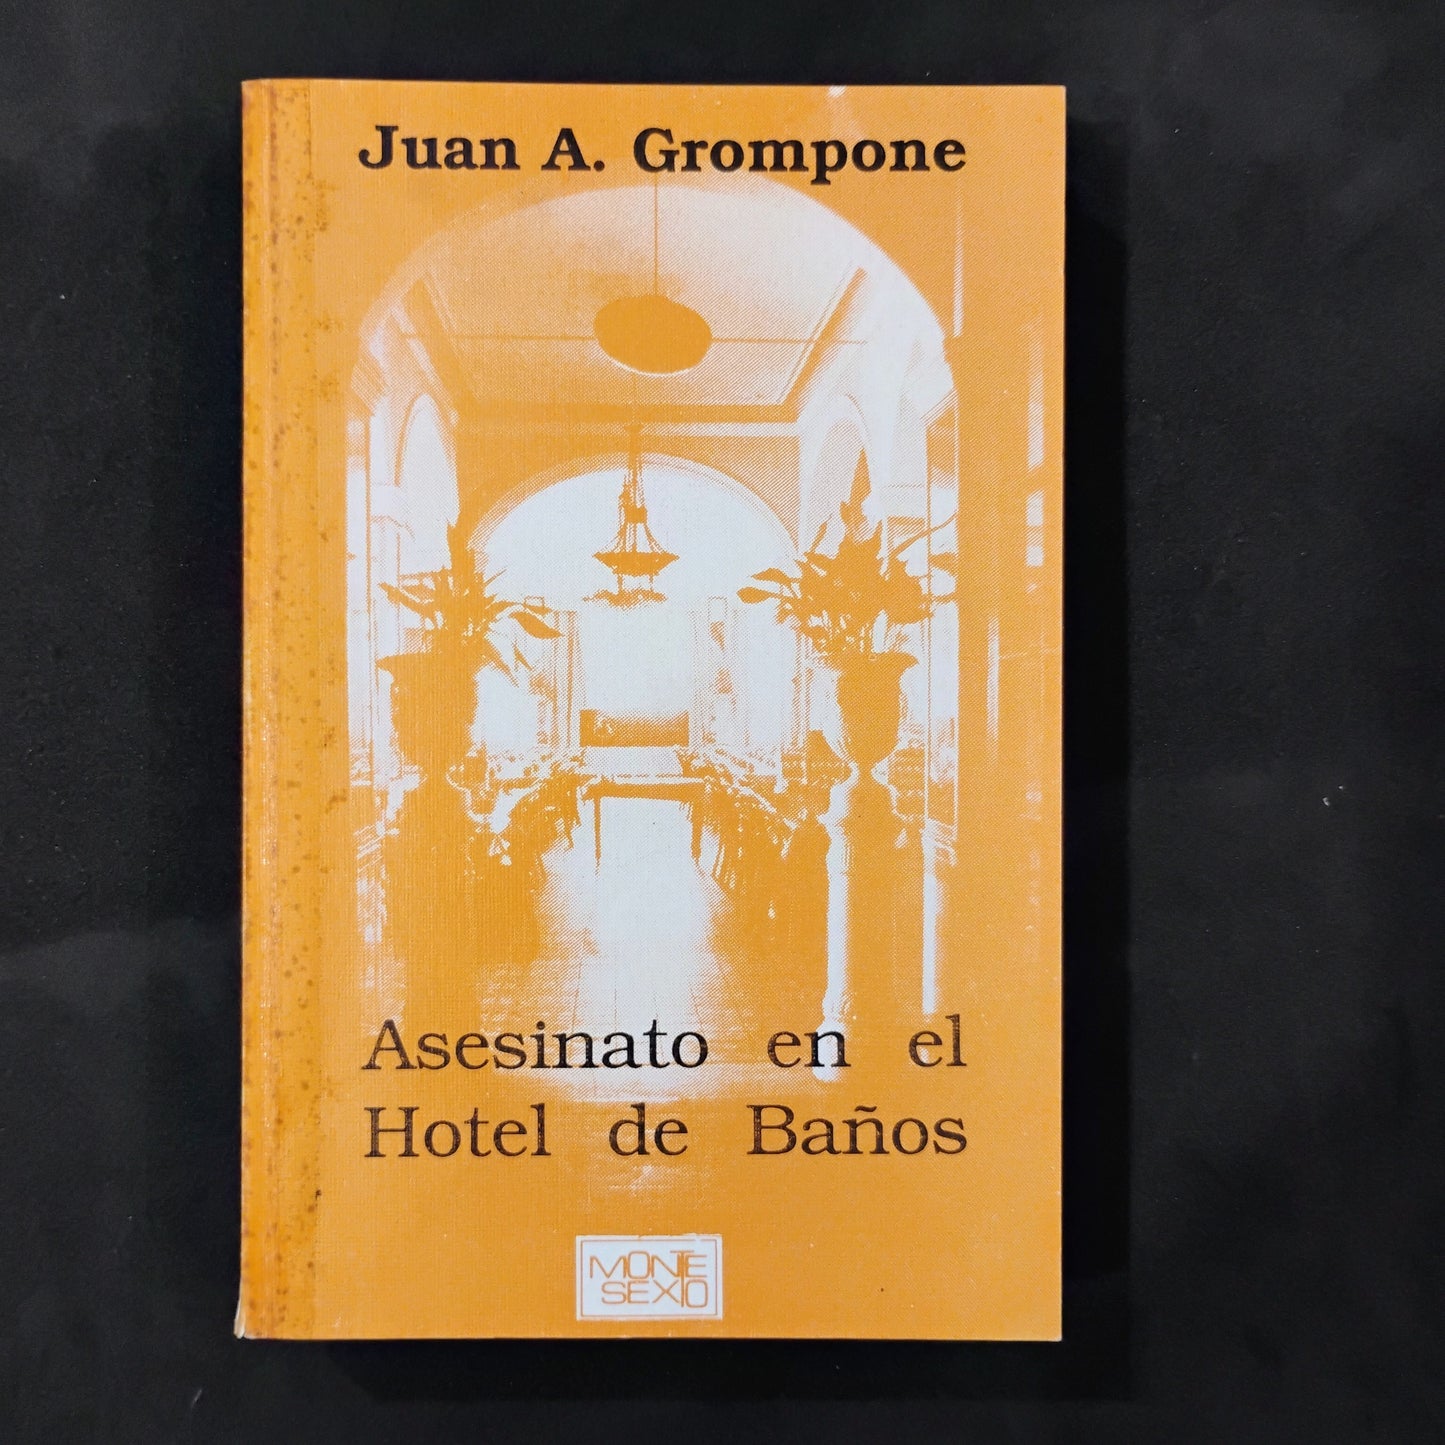 Juan A. Grompone
Asesinato en el
Hotel de Baños
MONTE
SEXTO